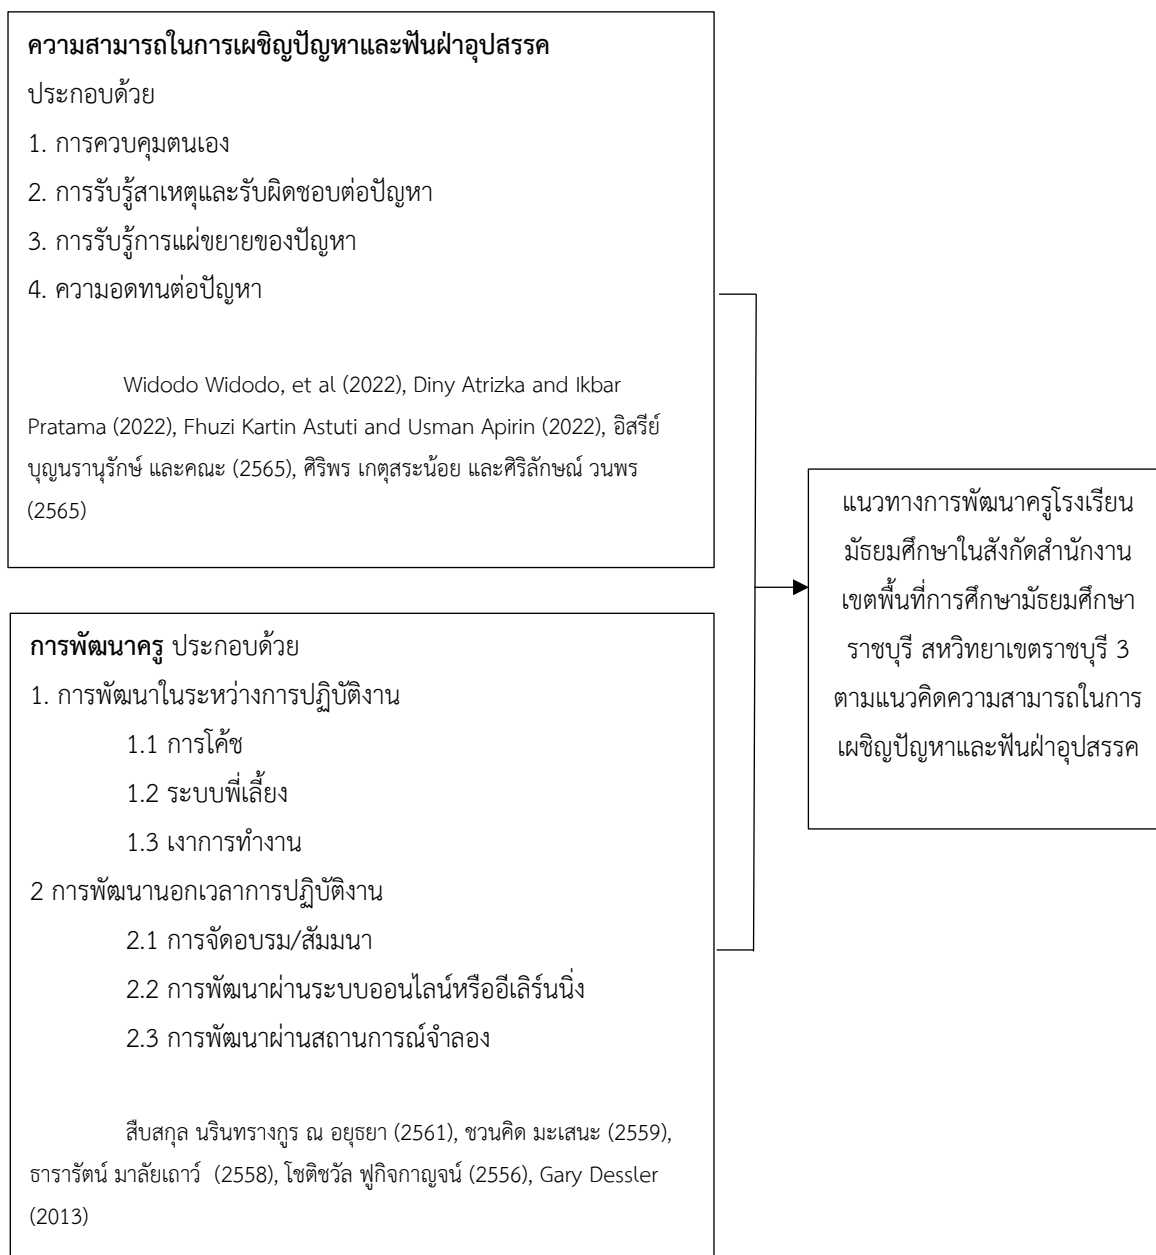 ความสามารถในการเผชิญปัญหาและฟันฝ่าอุปสรรค
ประกอบด้วย
1. การควบคุมตนเอง
2. การรับรู้สาเหตุและรับผิดชอบต่อปัญหา
3. การรับรู้การแผ่ขยายของปัญหา
4. ความอดทนต่อปัญหา
Widodo Widodo, et al (2022), Diny Atrizka and Ikbar
Pratama (2022), Fhuzi Kartin Astuti and Usman Apirin (2022), อิสรีย์
บุญนรานุรักษ์ และคณะ (2565), ศิริพร เกตุสระน้อย และศิริลักษณ์ วนพร
(2565)
การพัฒนาครู ประกอบด้วย
1. การพัฒนาในระหว่างการปฏิบัติงาน
1.1 การโค้ช
1.2 ระบบพี่เลี้ยง
1.3 เงาการทำงาน
2 การพัฒนานอกเวลาการปฏิบัติงาน
2.1 การจัดอบรม/สัมมนา
2.2 การพัฒนาผ่านระบบออนไลน์หรืออีเลิร์นนิ่ง
2.3 การพัฒนาผ่านสถานการณ์จำลอง
สืบสกุล นรินทรางกูร ณ อยุธยา (2561), ชวนคิด มะเสนะ (2559),
ธารารัตน์ มาลัยเถาว์ (2558), โชติชวัล ฟูกิจกาญจน์ (2556), Gary Dessler
(2013)
แนวทางการพัฒนาครูโรงเรียน
มัธยมศึกษาในสังกัดสำนักงาน
เขตพื้นที่การศึกษามัธยมศึกษา
ราชบุรี สหวิทยาเขตราชบุรี 3
ตามแนวคิดความสามารถในการ
เผชิญปัญหาและฟันฝ่าอุปสรรค